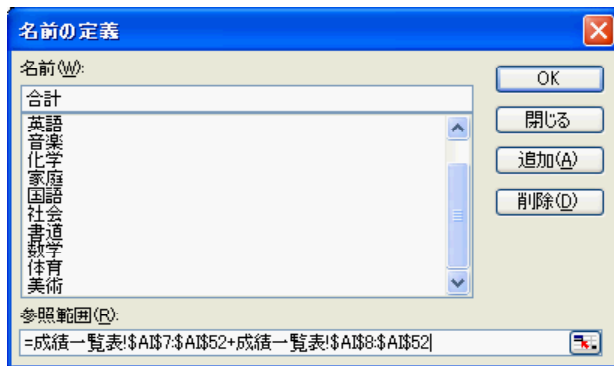 名前の定義
名前(W):
合計
英語
音楽
化学
家庭
国語
社会
書道
数学
体育
美術
OK
閉じる
追加(A)
削除(D)
参照範囲(R):
=成績一覧表!$AI$7:$AI$52+成績一覧表!$AI$8:$AI$52